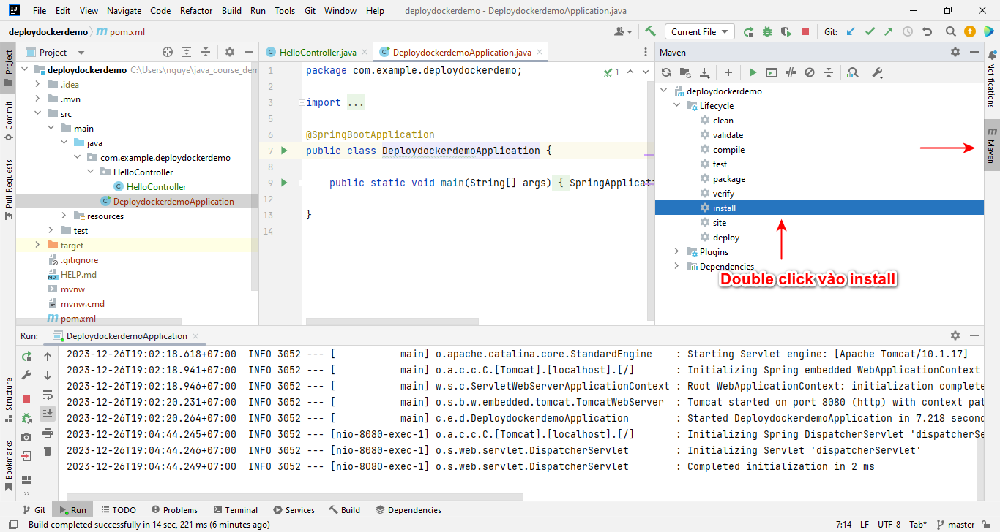 File Edit View Navigate Code Refactor Build Run Tools Git Window Help deploydockerdemo - DeploydockerdemoApplication.java
deploydockerdemo pom.xml Current File Git:
Project
Commit
Pull Requests
Structure
Bookmarks
Project
deploydockerdemo C:\Users\nguye\java_course_dem
.idea
.mvn
src
main
java
com.example.deploydockerdemo
HelloController
HelloController
DeploydockerdemoApplication
resources
test
target
.gitignore
HELP.md
mvnw
mvnw.cmd
pom.xml
HelloController.java DeploydockerdemoApplication.java
1 package com.example.deploydockerdemo; 1
2
3 import ...
5
6 @SpringBootApplication
7 public class DeploydockerdemoApplication {
8
9 public static void main(String[] args) { SpringApplicati
12
13 }
14
Maven
deploydockerdemo
Lifecycle
clean
validate
compile
test
package
verify
install
site
deploy
Plugins
Dependencies
Double click vào install
Notifications
Maven
Run: DeploydockerdemoApplication
2023-12-26T19:02:18.618+07:00 INFO 3052 --- [ main] o.apache.catalina.core.StandardEngine : Starting Servlet engine: [Apache Tomcat/10.1.17]
2023-12-26T19:02:18.941+07:00 INFO 3052 --- [ main] o.a.c.c.C.[Tomcat].[localhost].[/] : Initializing Spring embedded WebApplicationContext
2023-12-26T19:02:18.946+07:00 INFO 3052 --- [ main] w.s.c.ServletWebServerApplicationContext : Root WebApplicationContext: initialization complete
2023-12-26T19:02:20.231+07:00 INFO 3052 --- [ main] o.s.b.w.embedded.tomcat.TomcatWebServer : Tomcat started on port 8080 (http) with context pat
2023-12-26T19:02:20.264+07:00 INFO 3052 --- [ main] c.e.d.DeploydockerdemoApplication : Started DeploydockerdemoApplication in 7.218 second
2023-12-26T19:04:44.245+07:00 INFO 3052 --- [nio-8080-exec-1] o.a.c.c.C.[Tomcat].[localhost].[/] : Initializing Spring DispatcherServlet 'dispatcherSe
2023-12-26T19:04:44.246+07:00 INFO 3052 --- [nio-8080-exec-1] o.s.web.servlet.DispatcherServlet : Initializing Servlet 'dispatcherServlet'
2023-12-26T19:04:44.249+07:00 INFO 3052 --- [nio-8080-exec-1] o.s.web.servlet.DispatcherServlet : Completed initialization in 2 ms
Git Run TODO Problems Terminal Services Build Dependencies
Build completed successfully in 14 sec, 221 ms (6 minutes ago) 7:14 LF UTF-8 Tab* master